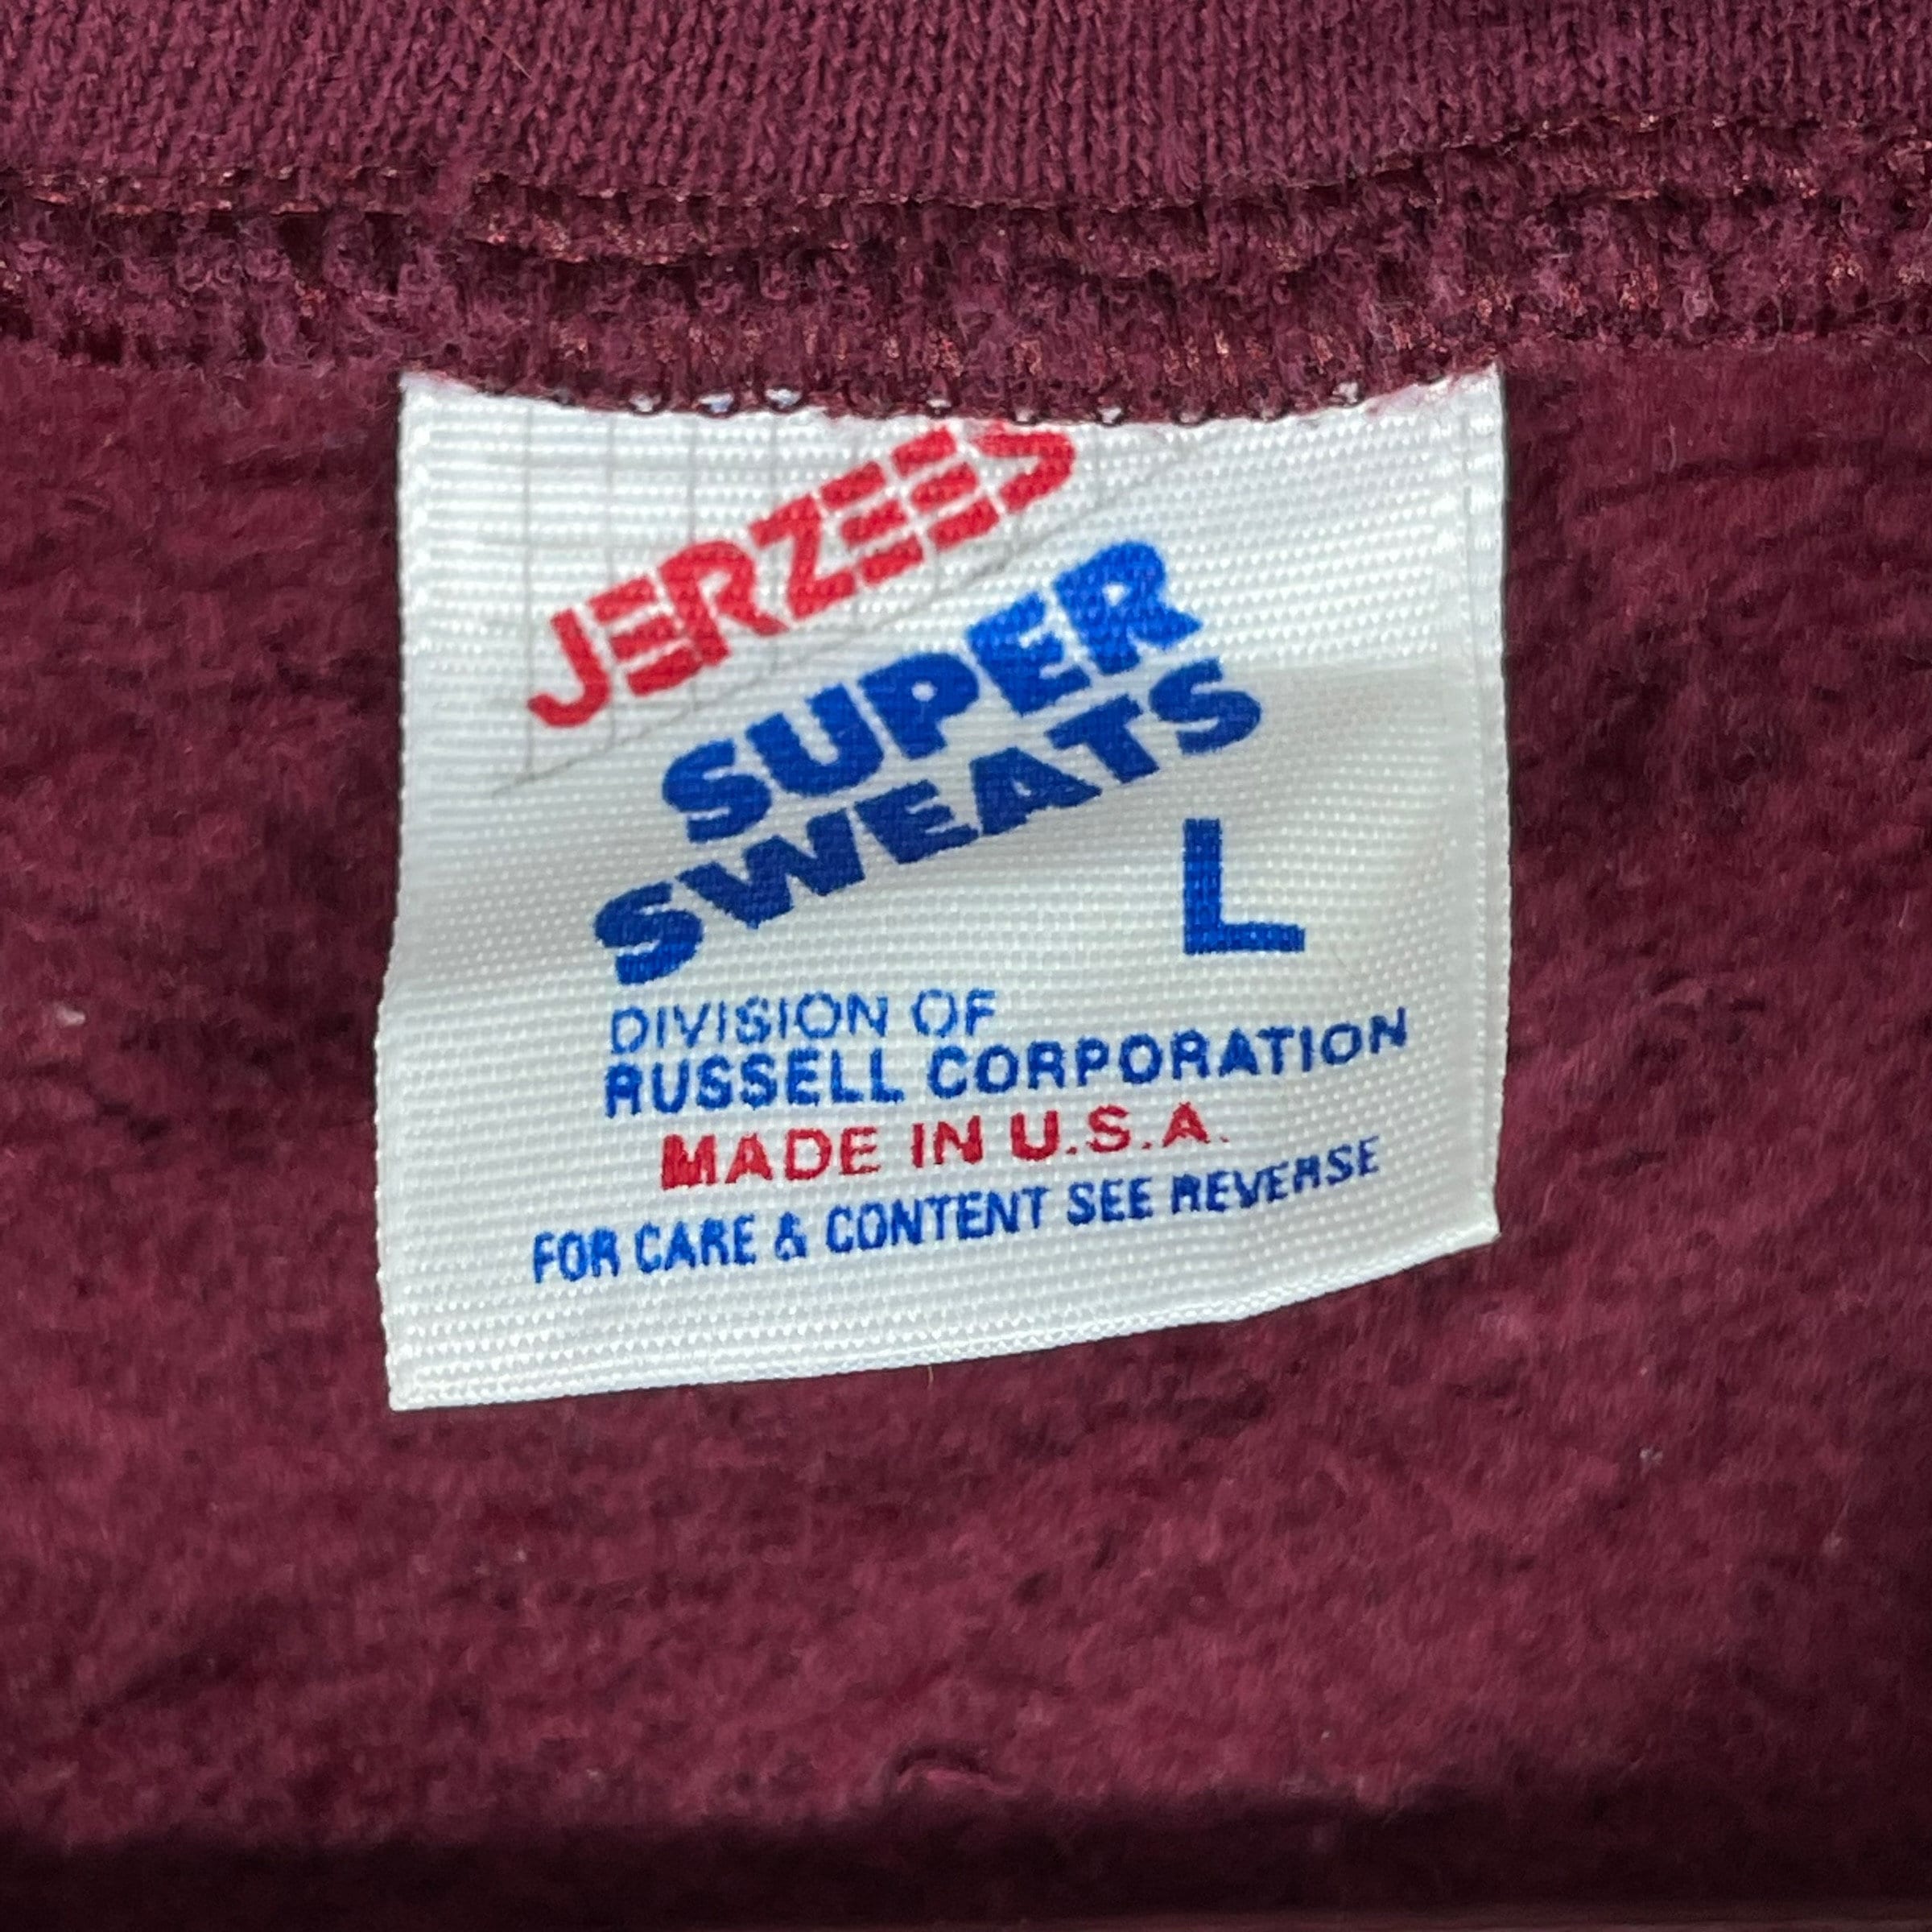 JERZEES
SUPER
SWEATS
L
DIVISION OF
RUSSELL CORPORATION
MADE IN U.S.A.
FOR CARE & CONTENT SEE REVERSE